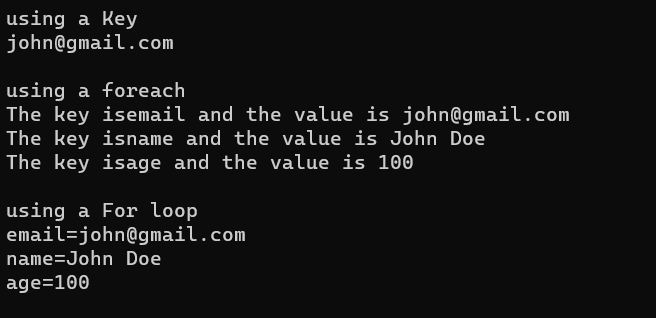 using a Key
john@gmail.com
using a foreach
The key isemail and the value is john@gmail.com
The key isname and the value is John Doe
The key isage and the value is 100
using a For loop
email=john@gmail.com
name=John Doe
age=100